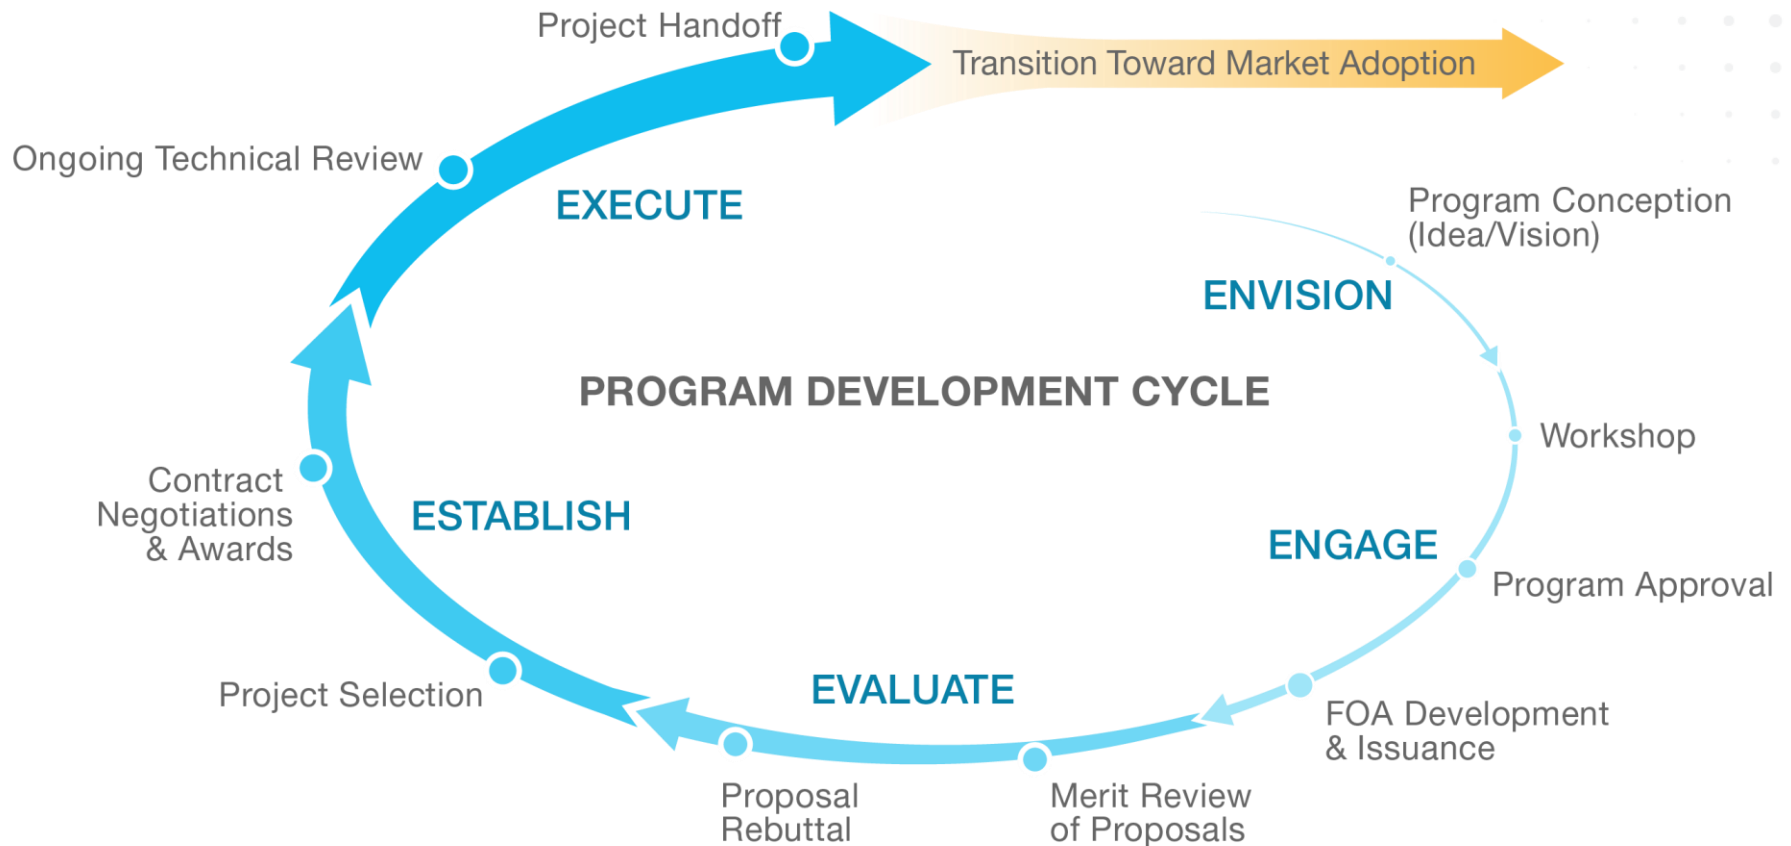 Project Handoff
Transition Toward Market Adoption
Ongoing Technical Review
EXECUTE
Program Conception
(Idea/Vision)
ENVISION
PROGRAM DEVELOPMENT CYCLE
Workshop
Contract
Negotiations
& Awards
ESTABLISH
ENGAGE
Program Approval
Project Selection
EVALUATE
FOA Development
& Issuance
Proposal
Rebuttal
Merit Review
of Proposals